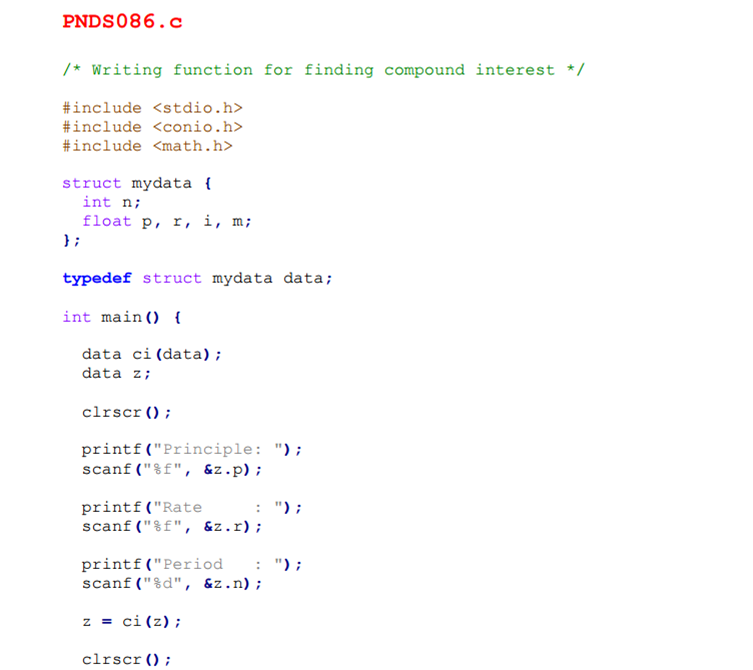 PNDS086.c
/* Writing function for finding compound interest */
#include <stdio.h>
#include <conio.h>
#include <math.h>
struct mydata {
int n;
float p, r, i, m;
};
typedef struct mydata data;
int main() {
data ci(data);
data z;
clrscr();
printf("Principle: ");
scanf("%f", &z.p);
printf("Rate     : ");
scanf("%f", &z.r);
printf("Period   : ");
scanf("%d", &z.n);
z = ci(z);
clrscr();